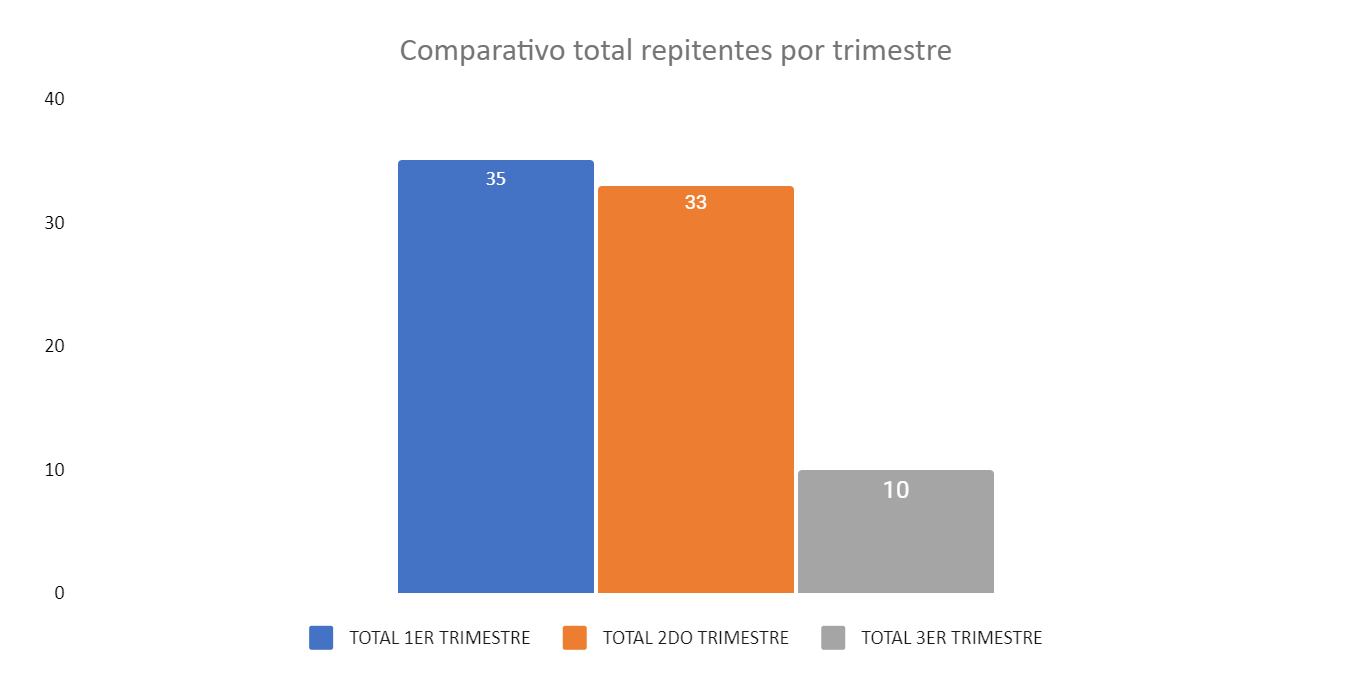 Comparativo total repitentes por trimestre
40
35
33
30
20
10
10
0
TOTAL 1ER TRIMESTRE
TOTAL 2DO TRIMESTRE
TOTAL 3ER TRIMESTRE